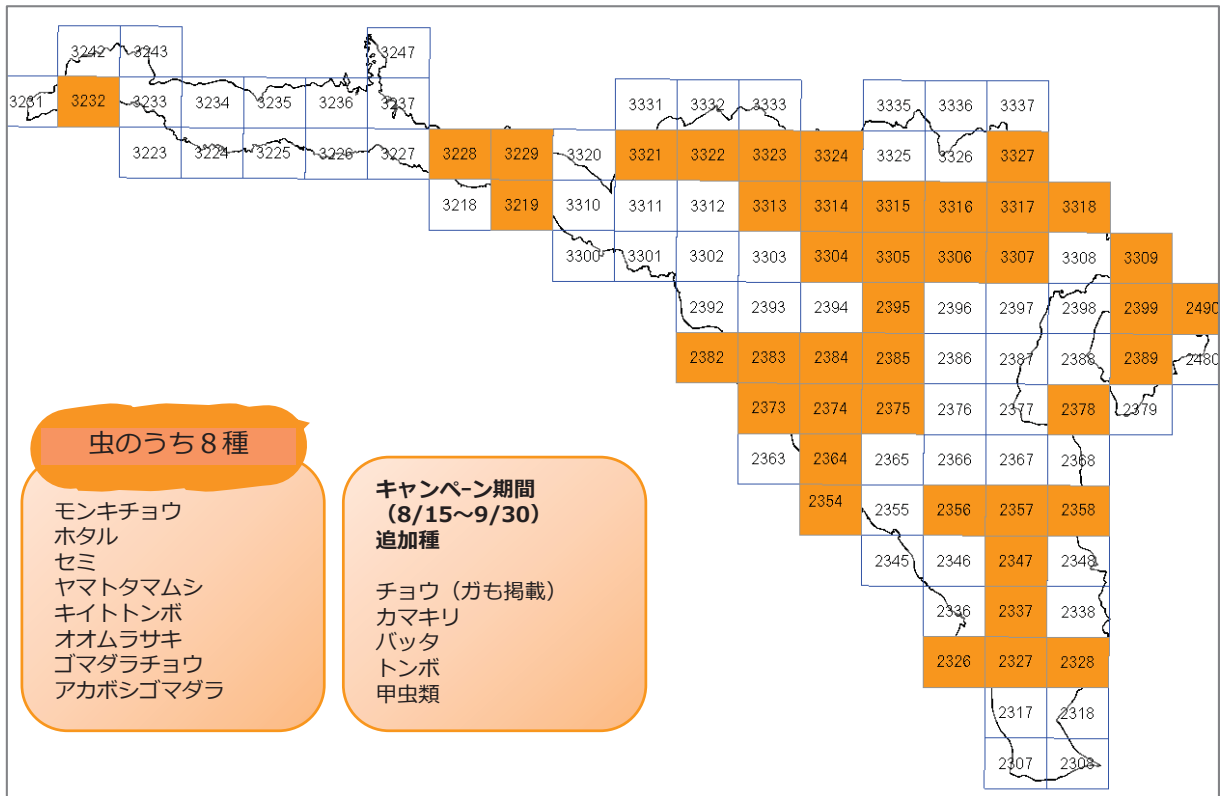 3242 3243 3247
3231 3232 3233 3234 3235 3236 3237 3331 3332 3333 3335 3336 3337
3223 3224 3225 3226 3227 3228 3229 3320 3321 3322 3323 3324 3325 3326 3327
3218 3219 3310 3311 3312 3313 3314 3315 3316 3317 3318
3300 3301 3302 3303 3304 3305 3306 3307 3308 3309
2392 2393 2394 2395 2396 2397 2398 2399 2490
2382 2383 2384 2385 2386 2387 2388 2389 2480
2373 2374 2375 2376 2377 2378 2379
2363 2364 2365 2366 2367 2368
2354 2355 2356 2357 2358
2345 2346 2347 2348
2336 2337 2338
2326 2327 2328
2317 2318
2307 2308
虫のうち８種
モンキチョウ
ホタル
セミ
ヤマトタマムシ
キイトトンボ
オオムラサキ
ゴマダラチョウ
アカボシゴマダラ
キャンペｰン期間
（8/15～9/30）
追加種
チョウ（ガも掲載）
カマキリ
バッタ
トンボ
甲虫類